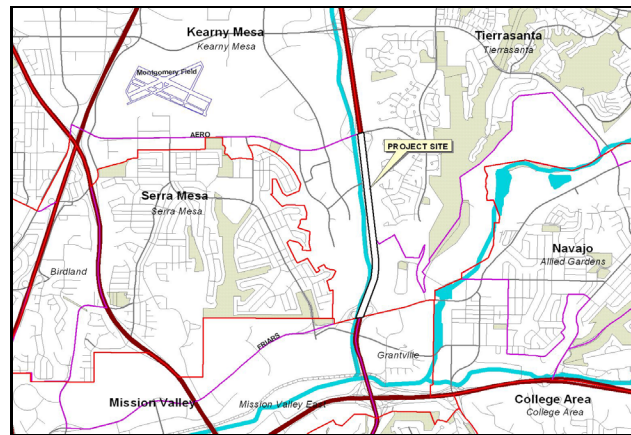 Kearny Mesa
Kearny Mesa
Tierrasanta
Tierrasanta
Montgomery Field
AERO
PROJECT SITE
Serra Mesa
Serra Mesa
Navajo
Allied Gardens
Birdland
FRIARS
Grantville
Mission Valley
Mission Valley East
College Area
College Area